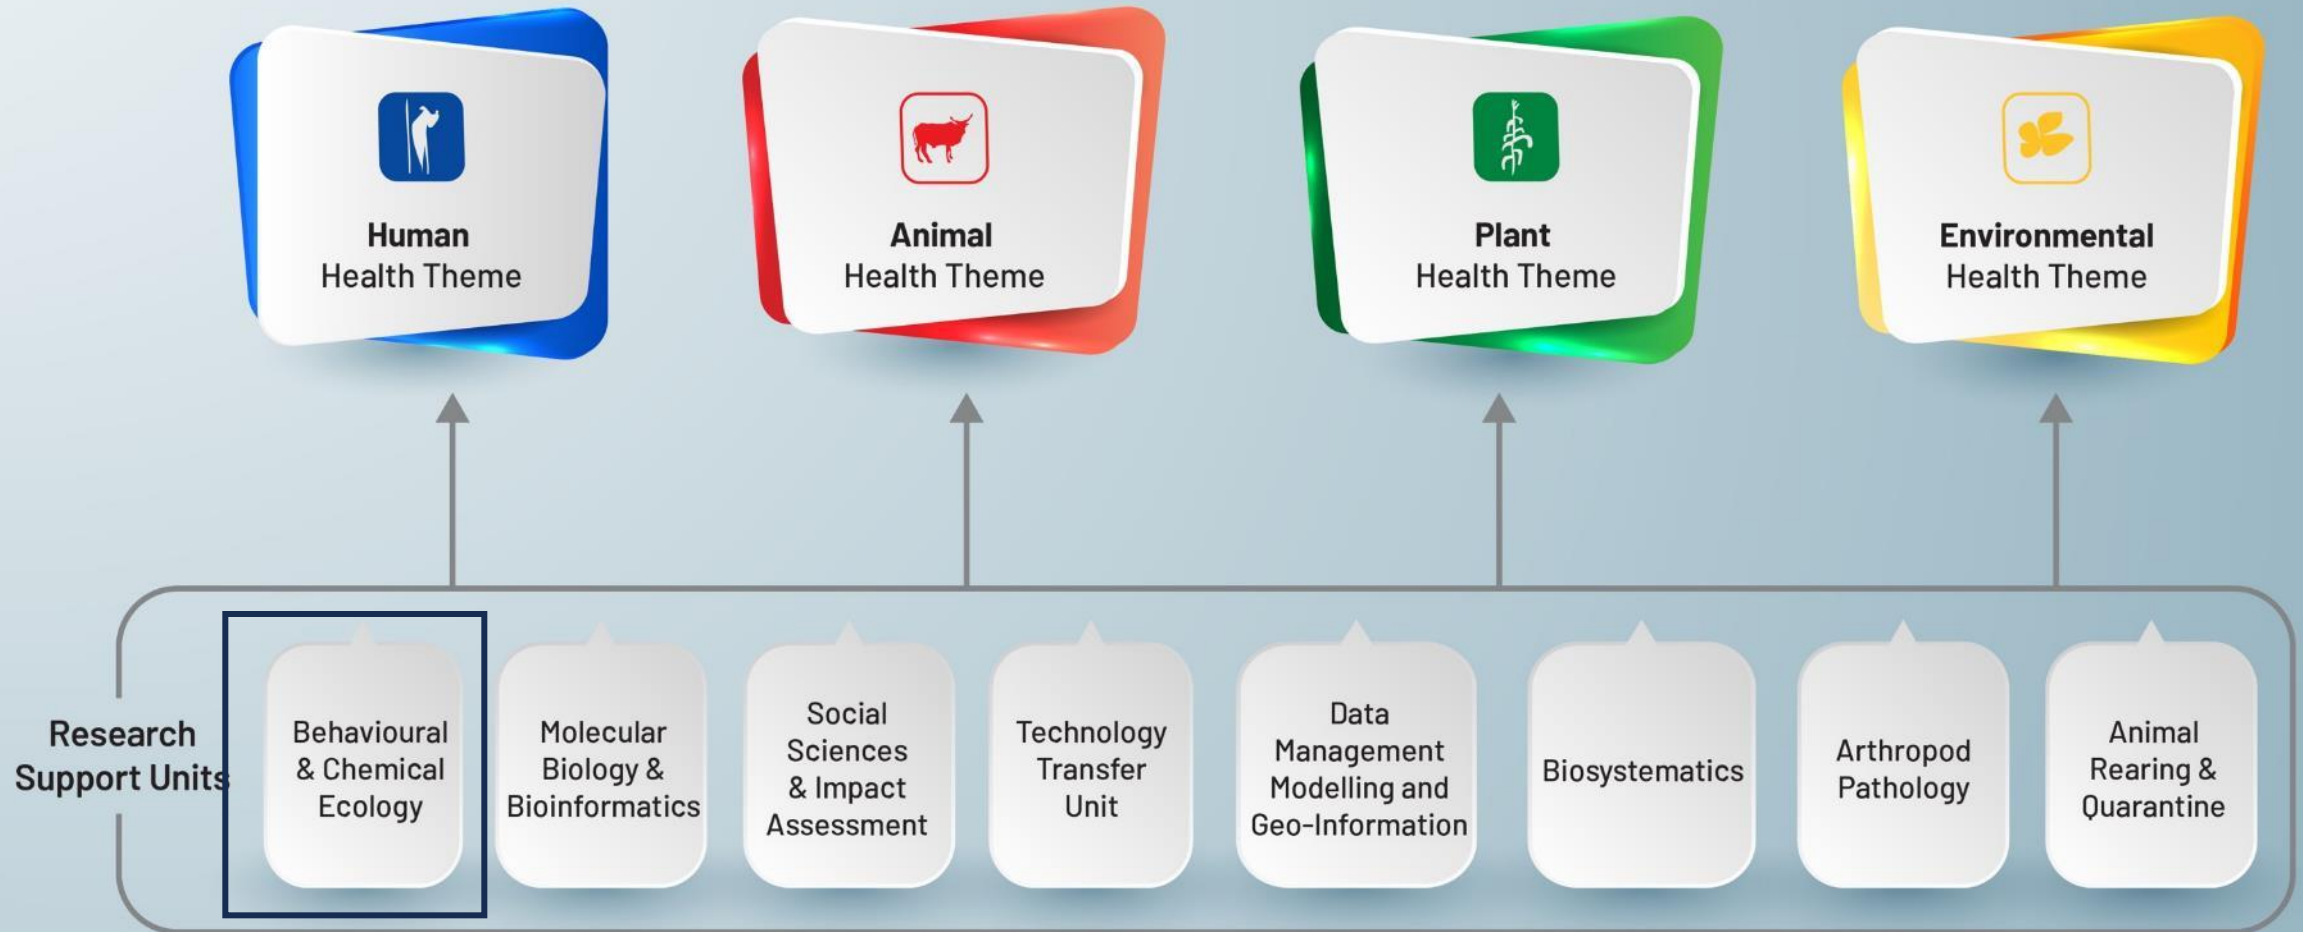 Human
Health Theme
Animal
Health Theme
Plant
Health Theme
Environmental
Health Theme
Research
Support Units
Behavioural
& Chemical
Ecology
Molecular
Biology &
Bioinformatics
Social
Sciences
& Impact
Assessment
Technology
Transfer
Unit
Data
Management
Modelling and
Geo-Information
Biosystematics
Arthropod
Pathology
Animal
Rearing &
Quarantine